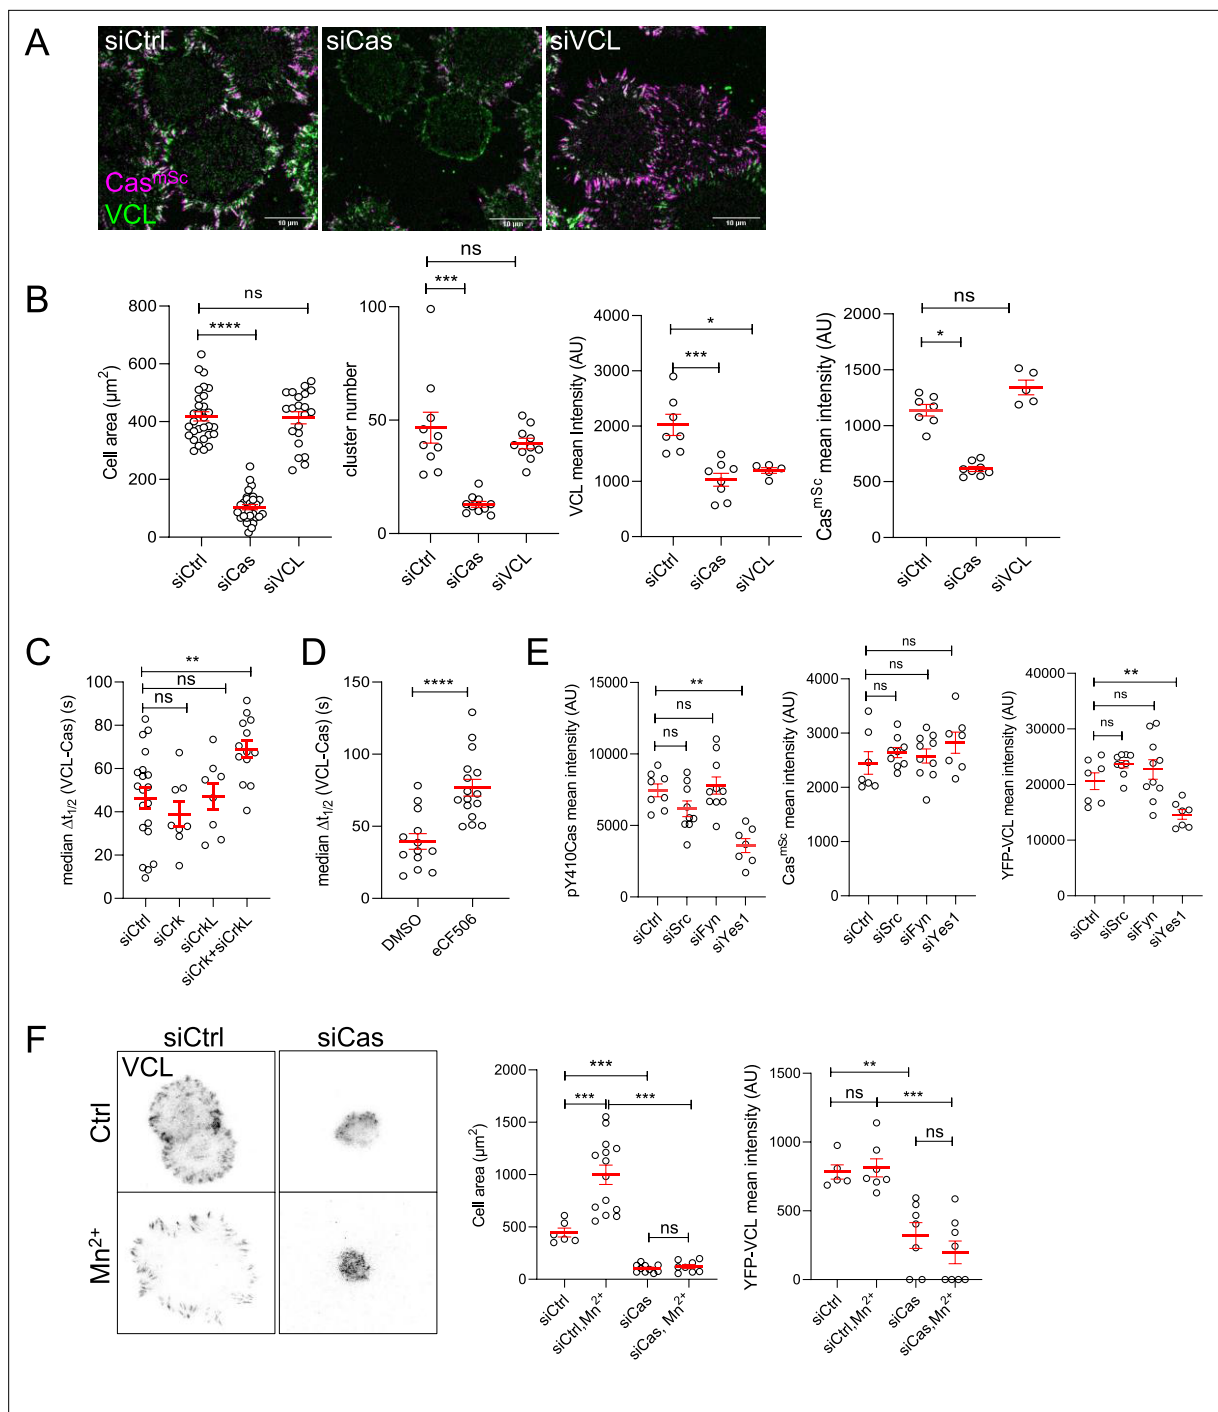 A
siCtrl
siCas
siVCL
Cas^mSc
VCL
10 µm
10 µm
10 µm
B
Cell area (µm²)
800
600
400
200
0
ns
****
siCtrl
siCas
siVCL
cluster number
100
50
0
ns
***
siCtrl
siCas
siVCL
VCL mean Intensity (AU)
4000
3000
2000
1000
0
*
***
siCtrl
siCas
siVCL
Cas^mSc mean intensity (AU)
2000
1500
1000
500
0
ns
*
siCtrl
siCas
siVCL
C
median Δt1/2 (VCL-Cas) (s)
100
80
60
40
20
0
**
ns
ns
siCtrl
siCrk
siCrkL
siCrk+siCrkL
D
median Δt1/2 (VCL-Cas) (s)
150
100
50
0
****
DMSO
eCF506
E
pY410Cas mean intensity (AU)
15000
10000
5000
0
**
ns
ns
siCtrl
siSrc
siFyn
siYes1
Cas^mSc mean intensity (AU)
4000
3000
2000
1000
0
ns
ns
ns
siCtrl
siSrc
siFyn
siYes1
YFP-VCL mean intensity (AU)
40000
30000
20000
10000
0
**
ns
ns
siCtrl
siSrc
siFyn
siYes1
F
siCtrl
siCas
VCL
Ctrl
Mn²⁺
Cell area (µm²)
2000
1500
1000
500
0
***
***
***
ns
siCtrl
siCtrl,Mn²⁺
siCas
siCas, Mn²⁺
YFP-VCL mean intensity (AU)
1500
1000
500
0
**
ns
***
ns
siCtrl
siCtrl,Mn²⁺
siCas
siCas,Mn²⁺